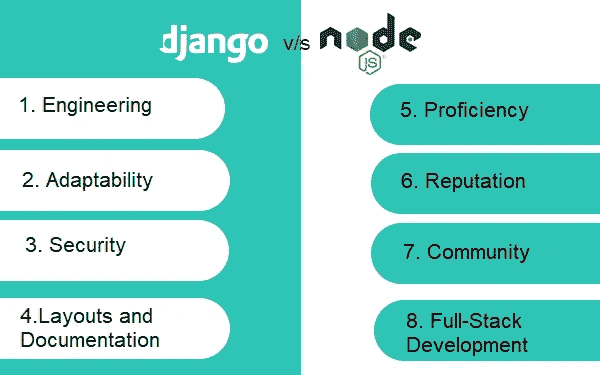 django v/s node
JS
1. Engineering
2. Adaptability
3. Security
4.Layouts and
Documentation
5. Proficiency
6. Reputation
7. Community
8. Full-Stack
Development